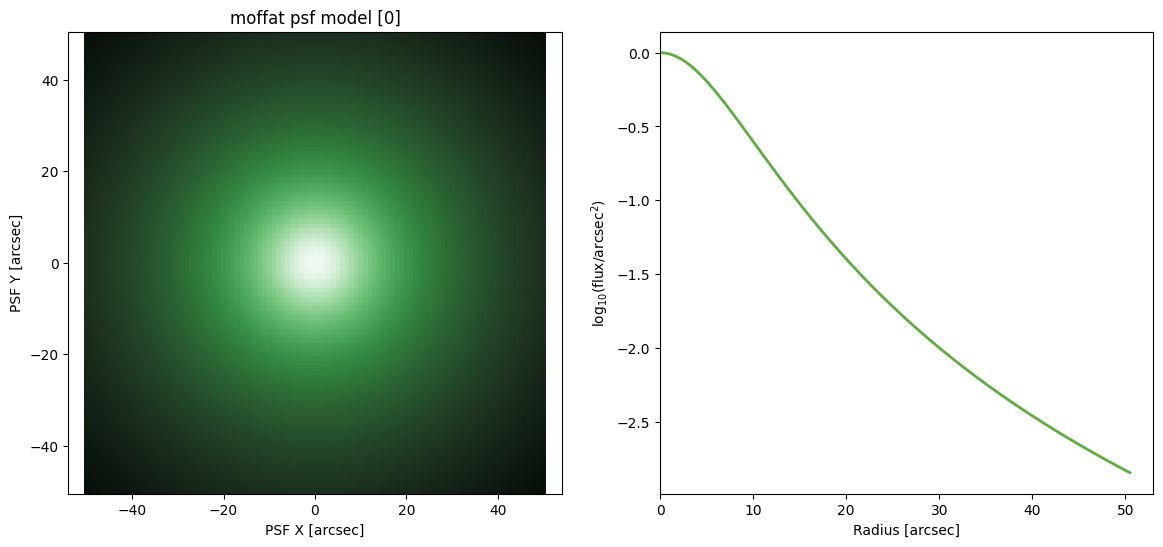 moffat psf model [0]
PSF Y [arcsec]
40
20
0
−20
−40
−40 −20 0 20 40
PSF X [arcsec]
log₁₀(flux/arcsec²)
0.0
−0.5
−1.0
−1.5
−2.0
−2.5
0 10 20 30 40 50
Radius [arcsec]